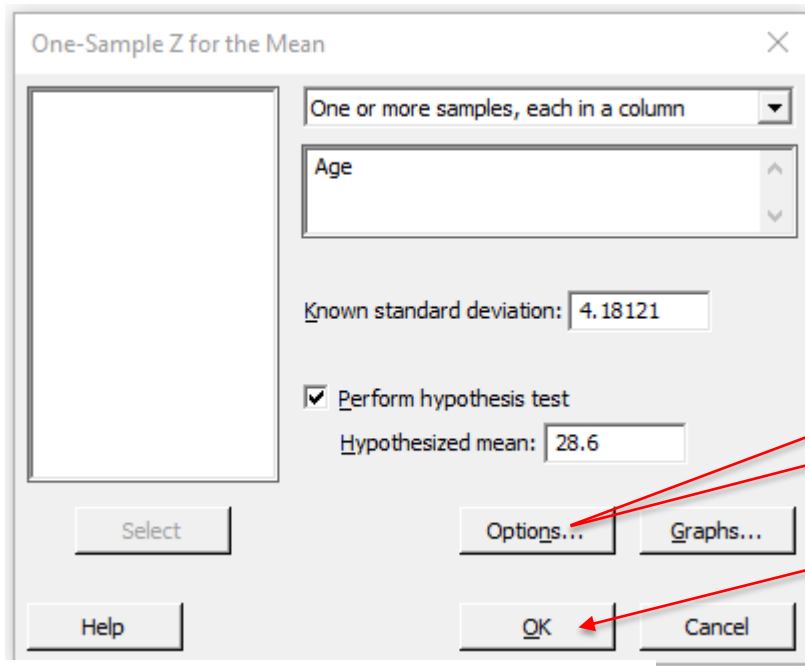 One-Sample Z for the Mean
One or more samples, each in a column
Age
Known standard deviation: 4.18121
Perform hypothesis test
Hypothesized mean: 28.6
Select
Options...
Graphs...
Help
OK
Cancel